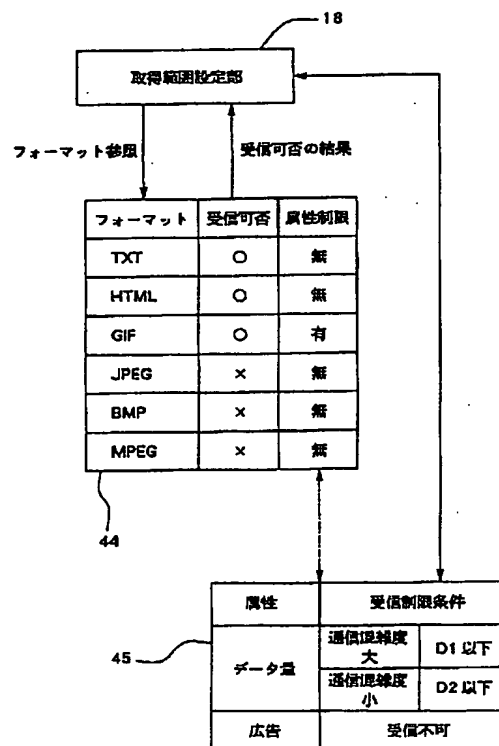 18
取得範囲設定部
フォーマット参照
受信可否の結果
フォーマット 受信可否 属性制限
TXT ○ 無
HTML ○ 無
GIF ○ 有
JPEG × 無
BMP × 無
MPEG × 無
44
属性 受信制限条件
45
データ量 通信混雑度大 D1以下
通信混雑度小 D2以下
広告 受信不可